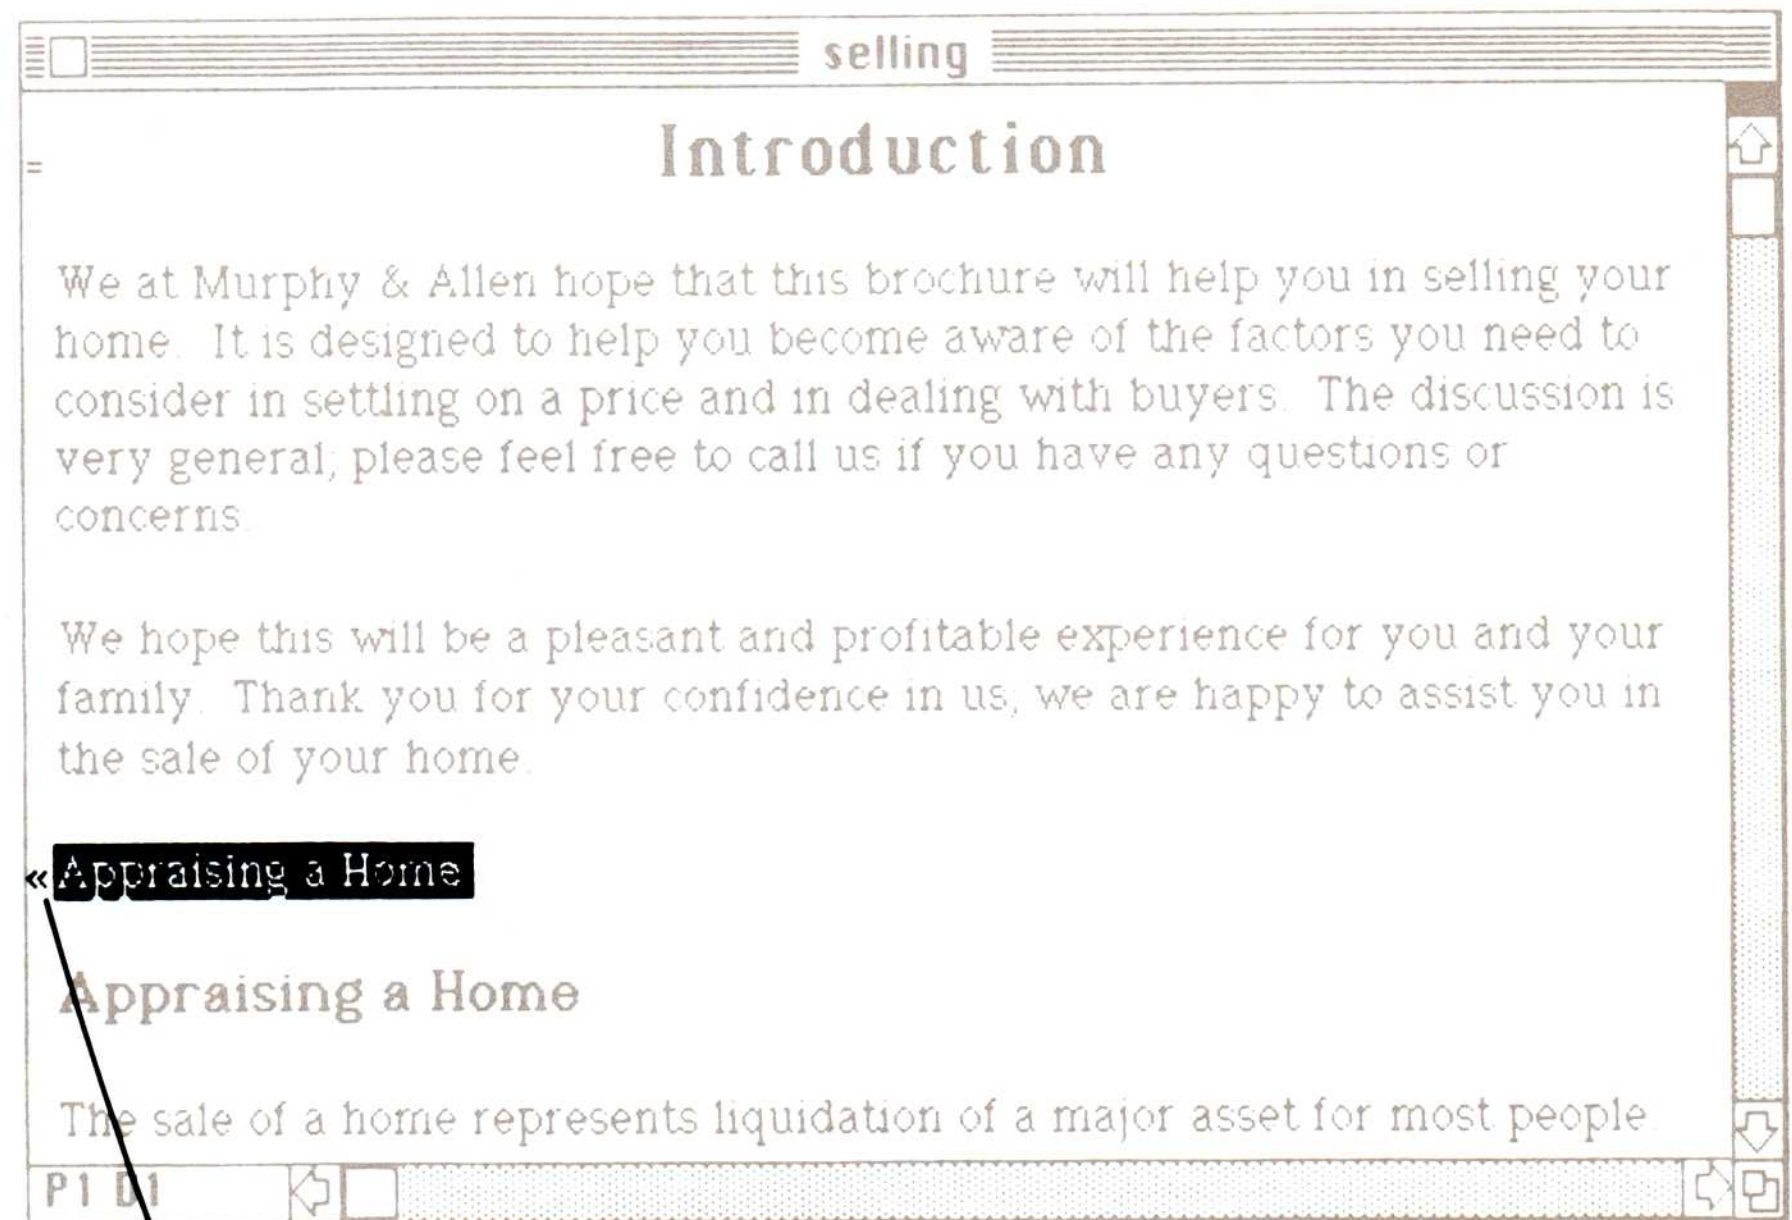 selling
Introduction
=
We at Murphy & Allen hope that this brochure will help you in selling your
home. It is designed to help you become aware of the factors you need to
consider in settling on a price and in dealing with buyers. The discussion is
very general; please feel free to call us if you have any questions or
concerns.
We hope this will be a pleasant and profitable experience for you and your
family. Thank you for your confidence in us; we are happy to assist you in
the sale of your home.
«Appraising a Home
Appraising a Home
The sale of a home represents liquidation of a major asset for most people.
P1 D1